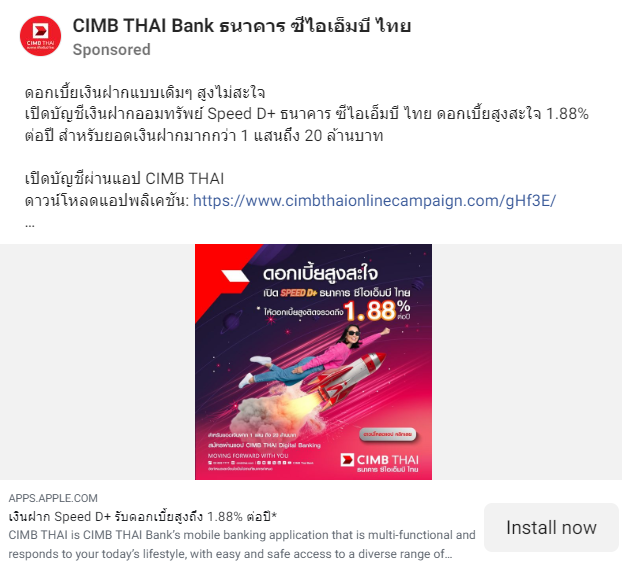 CIMB THAI Bank ธนาคาร ซีไอเอ็มบี ไทย
CIMB THAI
Sponsored
ดอกเบี้ยเงินฝากแบบเดิมๆ สูงไม่สะใจ
เปิดบัญชีเงินฝากออมทรัพย์ Speed D+ ธนาคาร ซีไอเอ็มบี ไทย ดอกเบี้ยสูงสะใจ 1.88%
ต่อปี สำหรับยอดเงินฝากมากกว่า 1 แสนถึง 20 ล้านบาท
เปิดบัญชีผ่านแอป CIMB THAI
ดาวน์โหลดแอปพลิเคชัน: https://www.cimbthaionlinecampaign.com/gHf3E/
...
ดอกเบี้ยสูงสะใจ
เปิด SPEED D+ ธนาคาร ซีไอเอ็มบี ไทย
* ให้ดอกเบี้ยสูงติดจรวดถึง 1.88%
ต่อปี
สมัครผ่านแอป CIMB THAI Digital Banking
MOVING FORWARD WITH YOU
CIMB THAI
ธนาคาร ซีไอเอ็มบี ไทย
APPS.APPLE.COM
เงินฝาก Speed D+ รับดอกเบี้ยสูงถึง 1.88% ต่อปี*
CIMB THAI is CIMB THAI Bank's mobile banking application that is multi-functional and
responds to your today's lifestyle, with easy and safe access to a diverse range of...
Install now